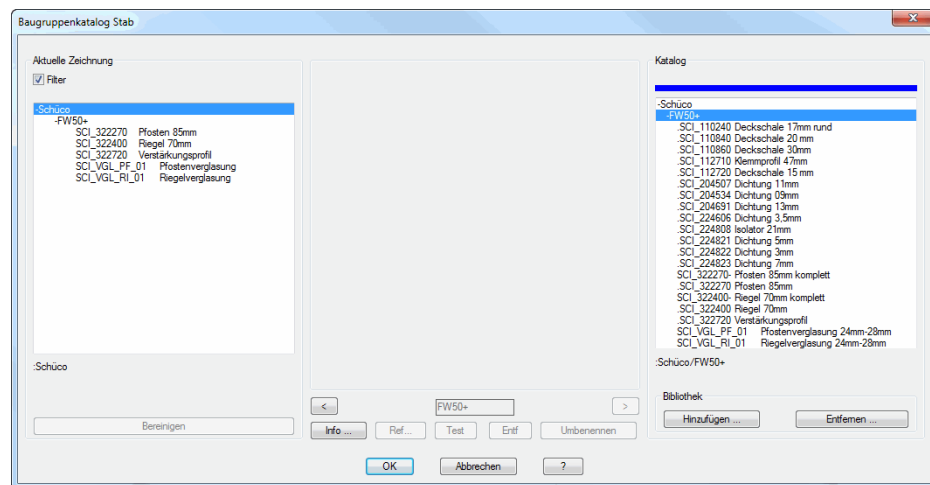 Baugruppenkatalog Stab
Aktuelle Zeichnung
Filter
-Schüco
-FW50+
SCI_322270 Pfosten 85mm
SCI_322400 Riegel 70mm
SCI_322720 Verstärkungsprofil
SCI_VGL_PF_01 Pfostenverglasung
SCI_VGL_RI_01 Riegelverglasung
:Schüco
Bereinigen
<
FW50+
>
Info ...
Ref...
Test
Entf
Umbenennen
Katalog
-Schüco
-FW50+
.SCI_110240 Deckschale 17mm rund
.SCI_110840 Deckschale 20 mm
.SCI_110860 Deckschale 30mm
.SCI_112710 Klemmprofil 47mm
.SCI_112720 Deckschale 15 mm
.SCI_204507 Dichtung 11mm
.SCI_204534 Dichtung 09mm
.SCI_204691 Dichtung 13mm
.SCI_224606 Dichtung 3,5mm
.SCI_224808 Isolator 21mm
.SCI_224821 Dichtung 5mm
.SCI_224822 Dichtung 3mm
.SCI_224823 Dichtung 7mm
SCI_322270- Pfosten 85mm komplett
.SCI_322270 Pfosten 85mm
SCI_322400- Riegel 70mm komplett
.SCI_322400 Riegel 70mm
.SCI_322720 Verstärkungsprofil
SCI_VGL_PF_01 Pfostenverglasung 24mm-28mm
SCI_VGL_RI_01 Riegelverglasung 24mm-28mm
:Schüco/FW50+
Bibliothek
Hinzufügen ...
Entfernen ...
OK
Abbrechen
?